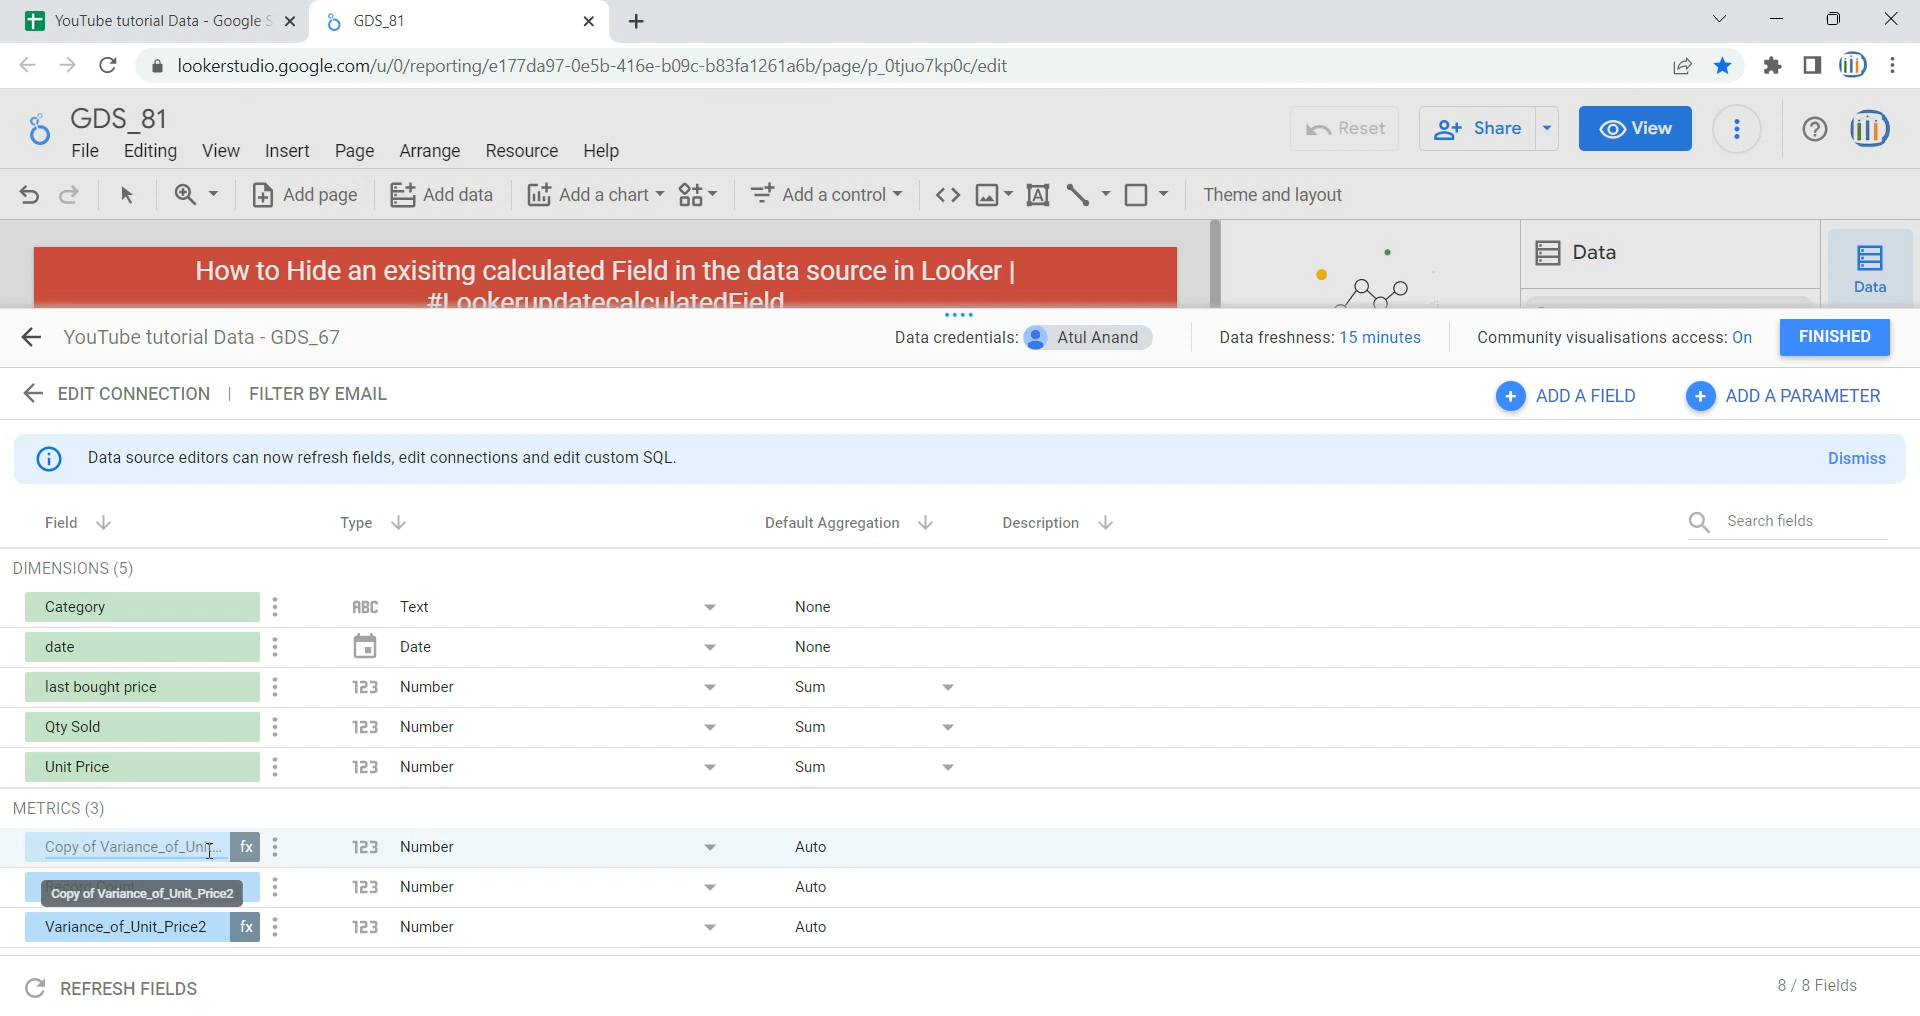 YouTube tutorial Data - Google S
GDS_81
lookerstudio.google.com/u/0/reporting/e177da97-0e5b-416e-b09c-b83fa1261a6b/page/p_0tjuo7kp0c/edit
GDS_81
Reset
Share
View
File Editing View Insert Page Arrange Resource Help
Add page
Add data
Add a chart
Add a control
Theme and layout
How to Hide an exisitng calculated Field in the data source in Looker |
#LookerupdatecalculatedField
Data
Data
YouTube tutorial Data - GDS_67
Data credentials: Atul Anand
Data freshness: 15 minutes
Community visualisations access: On
FINISHED
EDIT CONNECTION | FILTER BY EMAIL
ADD A FIELD
ADD A PARAMETER
Data source editors can now refresh fields, edit connections and edit custom SQL.
Dismiss
Field Type Default Aggregation Description Search fields
DIMENSIONS (5)
Category ABC Text None
date Date None
last bought price 123 Number Sum
Qty Sold 123 Number Sum
Unit Price 123 Number Sum
METRICS (3)
Copy of Variance_of_Unit... fx 123 Number Auto
123 Number Auto
Copy of Variance_of_Unit_Price2
Variance_of_Unit_Price2 fx 123 Number Auto
REFRESH FIELDS
8 / 8 Fields